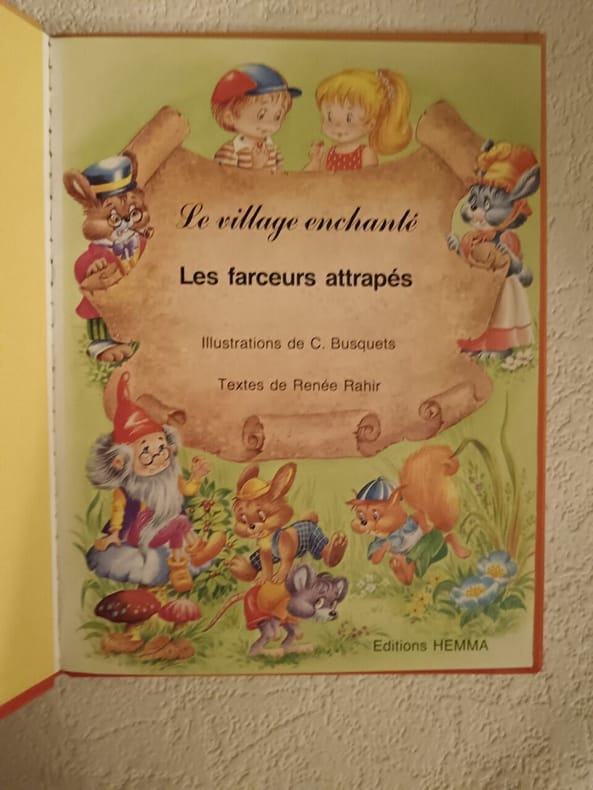 Le village enchanté
Les farceurs attrapés
Illustrations de C. Busquets
Textes de Renée Rahir
Editions HEMMA